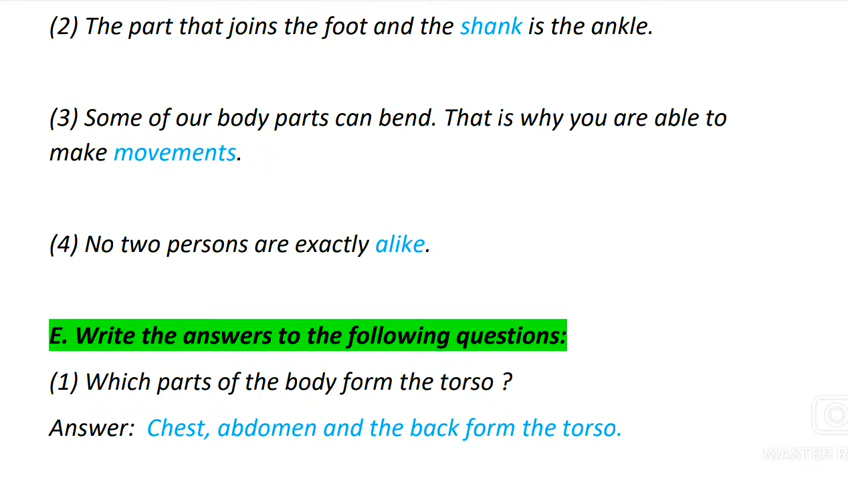 (2) The part that joins the foot and the shank is the ankle.
(3) Some of our body parts can bend. That is why you are able to
make movements.
(4) No two persons are exactly alike.
E. Write the answers to the following questions:
(1) Which parts of the body form the torso ?
Answer: Chest, abdomen and the back form the torso.
MASTER